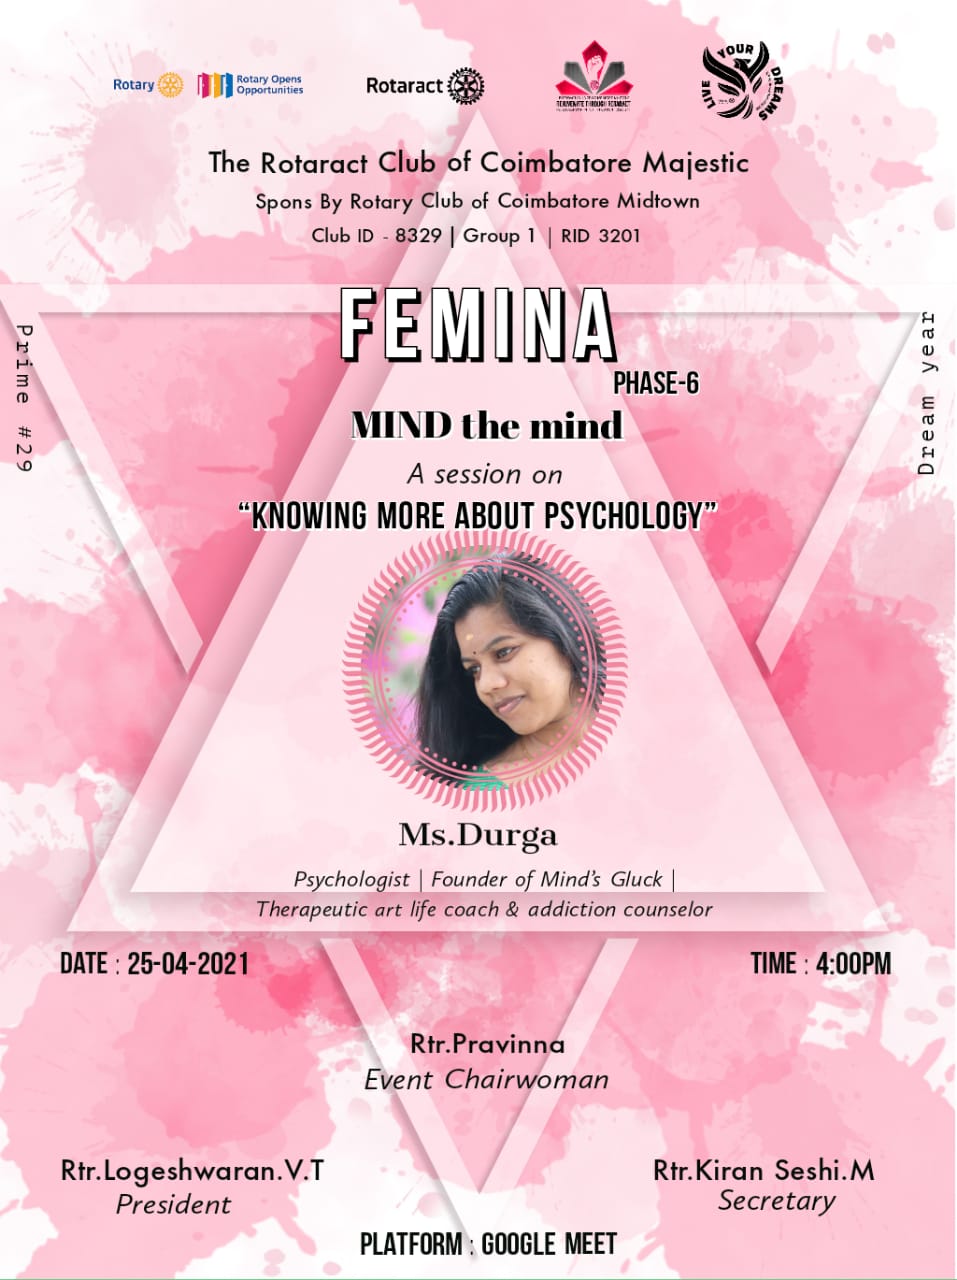 Rotary
Rotary Opens
Opportunities
Rotaract
REJUVENATE THROUGH ROTARACT
LIVE YOUR DREAMS
The Rotaract Club of Coimbatore Majestic
Spons By Rotary Club of Coimbatore Midtown
Club ID - 8329 | Group 1 | RID 3201
FEMINA
PHASE-6
Prime #29
Dream year
MIND the mind
A session on
“KNOWING MORE ABOUT PSYCHOLOGY”
Ms.Durga
Psychologist | Founder of Mind’s Gluck |
Therapeutic art life coach & addiction counselor
DATE : 25-04-2021
TIME : 4:00PM
Rtr.Pravinna
Event Chairwoman
Rtr.Logeshwaran.V.T
President
Rtr.Kiran Seshi.M
Secretary
PLATFORM : GOOGLE MEET